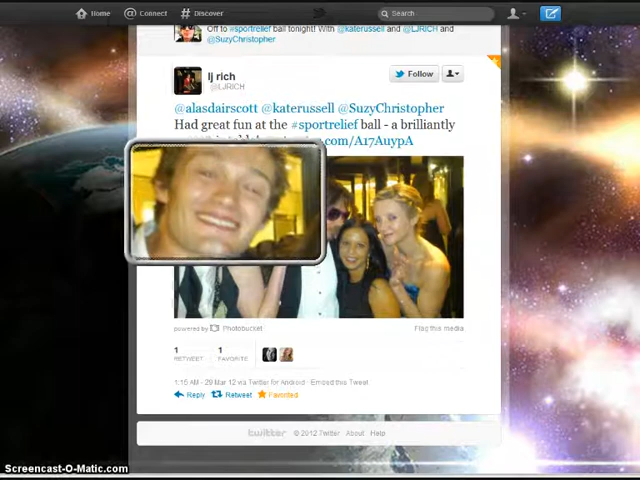 Home Connect Discover Search
Off to #sportrelief ball tonight! With @katerussell and @LJRICH and
@SuzyChristopher
lj rich
@LJRICH
Follow
@alasdairscott @katerussell @SuzyChristopher
Had great fun at the #sportrelief ball - a brilliantly
.com/A17AuypA
powered by Photobucket Flag this media
1 1
RETWEET FAVORITE
1:15 AM - 29 Mar 12 via Twitter for Android · Embed this Tweet
Reply Retweet Favorited
twitter © 2012 Twitter About Help
Screencast-O-Matic.com